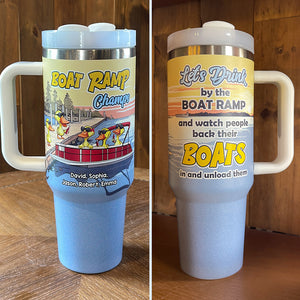 BOAT RAMP
Champs
David, Sophia,
Jason, Robert, Emma
Let's Drink
by the
BOAT RAMP
and watch people
back their
BOATS
in and unload them